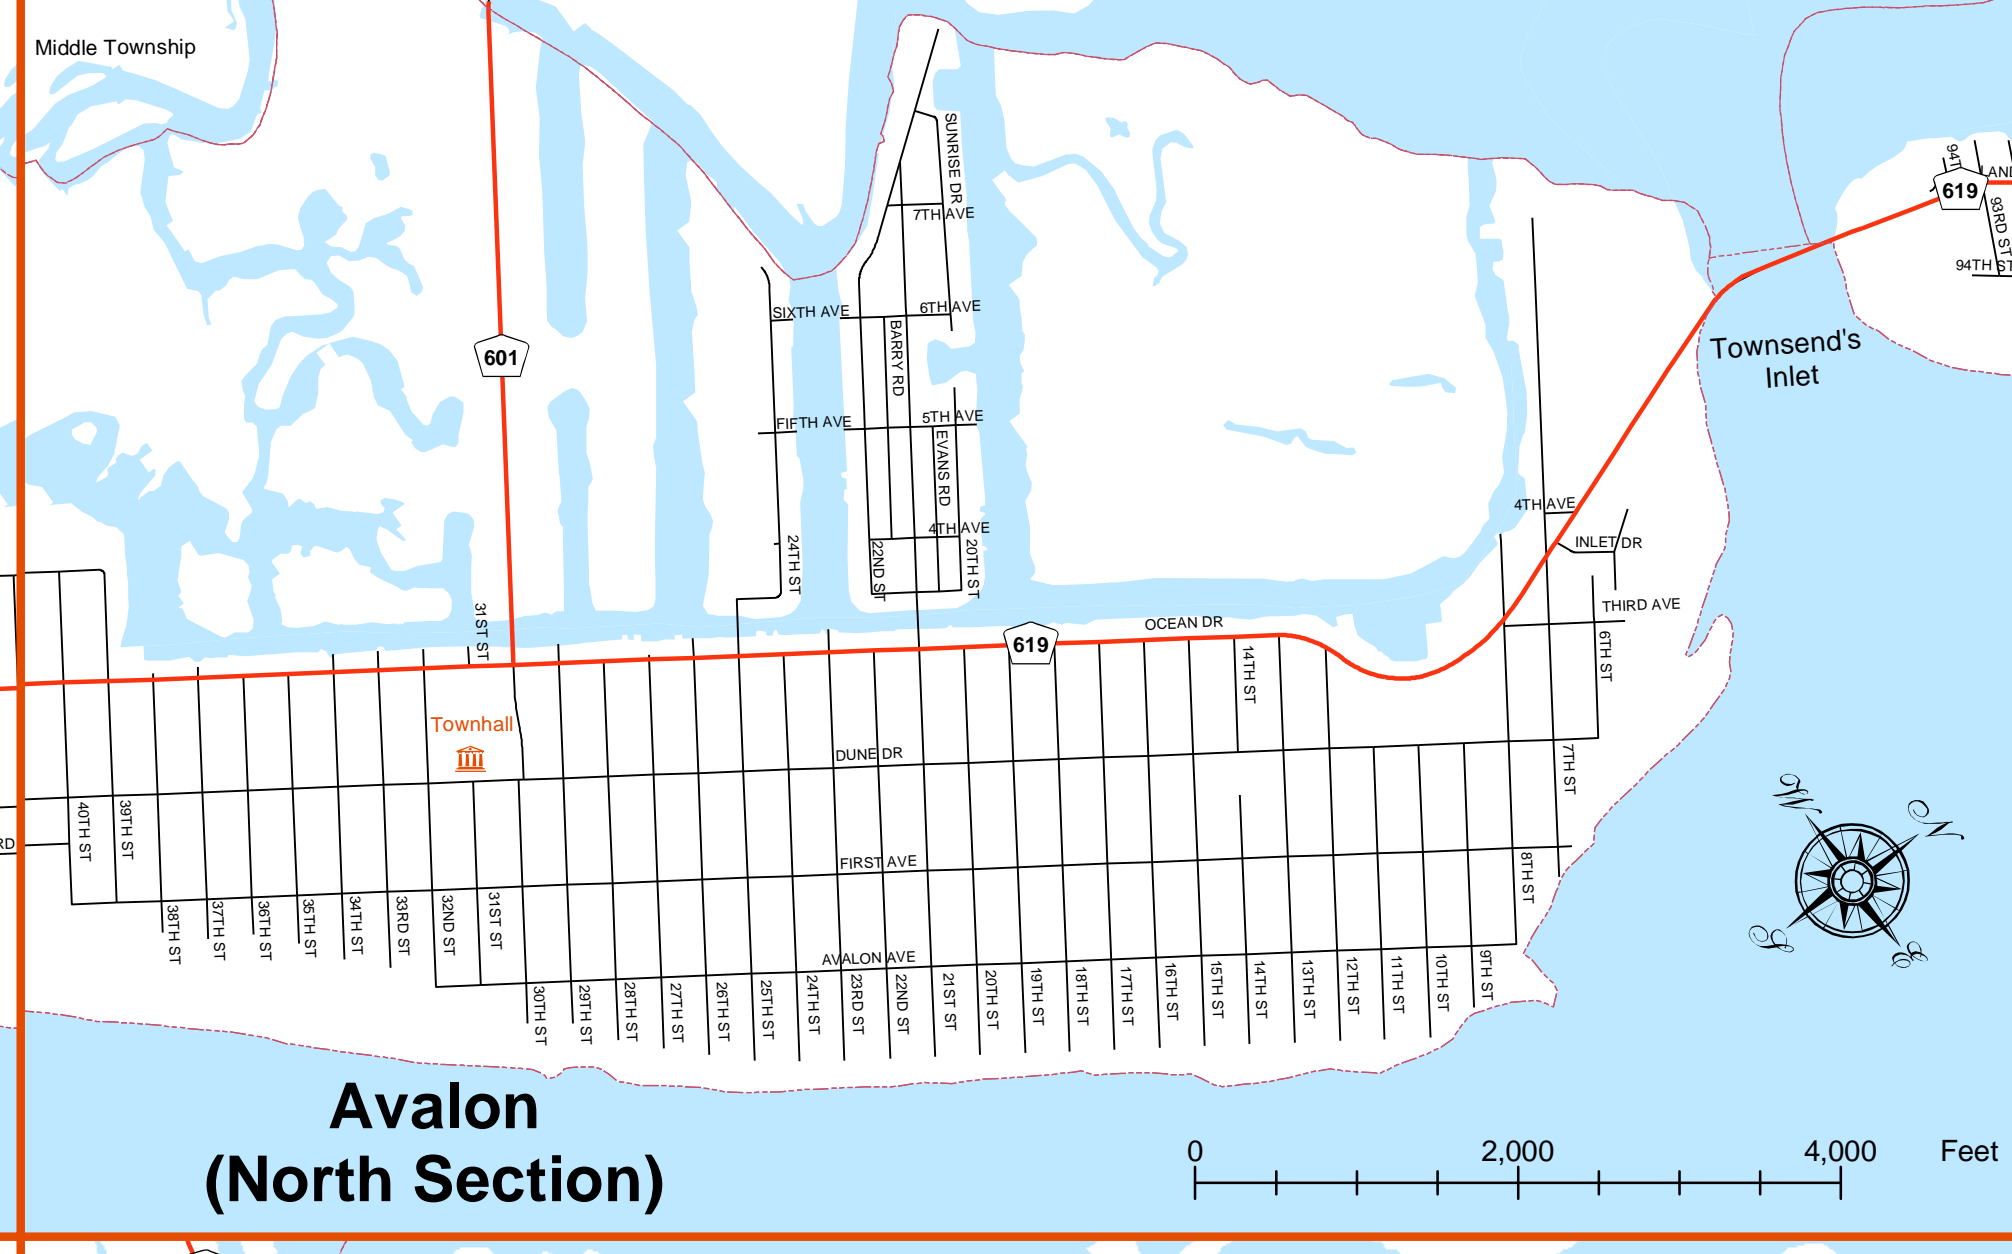 Middle Township
94T
LAND
619
93RD ST
94TH ST
SUNRISE DR
7TH AVE
SIXTH AVE
6TH AVE
BARRY RD
601
Townsend's
Inlet
FIFTH AVE
5TH AVE
EVANS RD
4TH AVE
4TH AVE
24TH ST
22ND ST
20TH ST
INLET DR
THIRD AVE
31ST ST
OCEAN DR
619
14TH ST
6TH ST
Townhall
DUNE DR
7TH ST
40TH ST
39TH ST
RD
FIRST AVE
8TH ST
38TH ST
37TH ST
36TH ST
35TH ST
34TH ST
33RD ST
32ND ST
31ST ST
AVALON AVE
30TH ST
29TH ST
28TH ST
27TH ST
26TH ST
25TH ST
24TH ST
23RD ST
22ND ST
21ST ST
20TH ST
19TH ST
18TH ST
17TH ST
16TH ST
15TH ST
14TH ST
13TH ST
12TH ST
11TH ST
10TH ST
9TH ST
W
N
S
E
Avalon
(North Section)
0 2,000 4,000 Feet